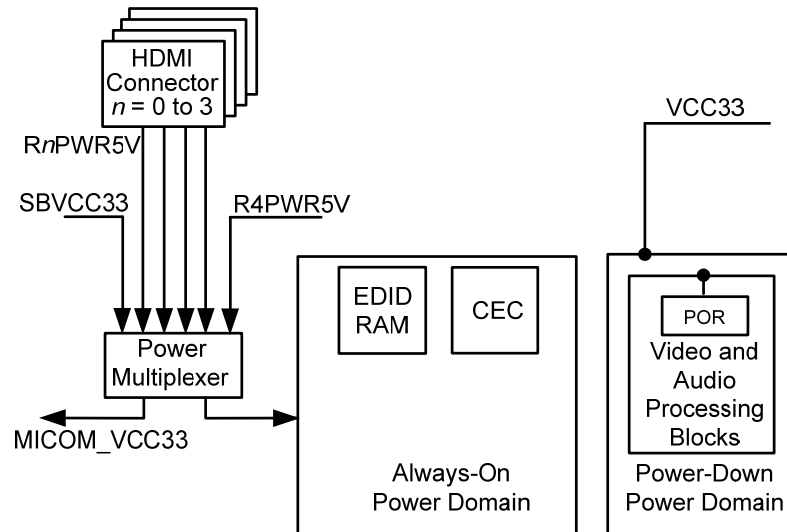 HDMI
Connector
n = 0 to 3
RnPWR5V
VCC33
SBVCC33
R4PWR5V
EDID
RAM
CEC
POR
Power
Multiplexer
Video and
Audio
Processing
Blocks
MICOM_VCC33
Always-On
Power Domain
Power-Down
Power Domain